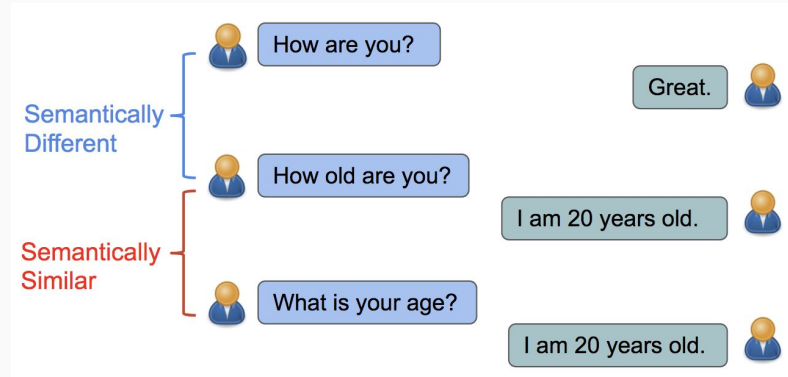 How are you?
Great.
Semantically
Different
How old are you?
I am 20 years old.
Semantically
Similar
What is your age?
I am 20 years old.